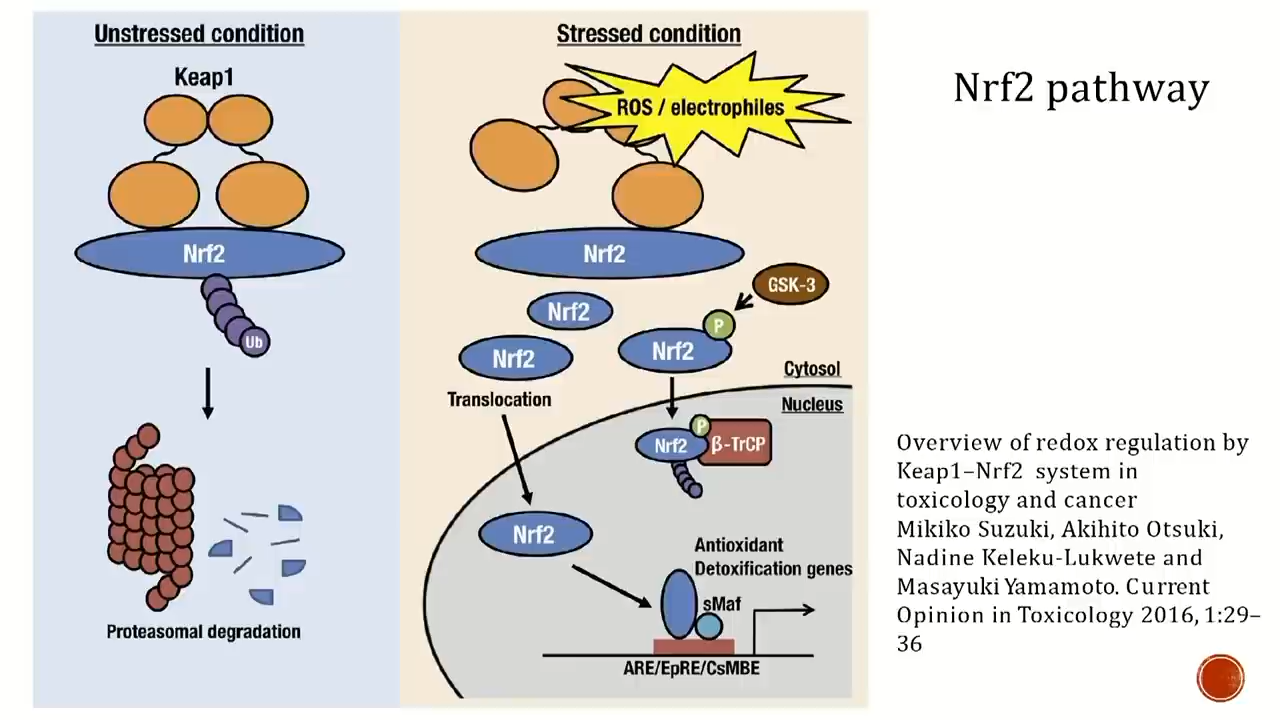 Unstressed condition
Keap1
Nrf2
Ub
Proteasomal degradation
Stressed condition
ROS / electrophiles
Nrf2
GSK-3
Nrf2
P
Nrf2
Nrf2
Cytosol
Translocation
Nucleus
P
Nrf2
β-TrCP
Nrf2
Antioxidant
Detoxification genes
sMaf
ARE/EpRE/CsMBE
Nrf2 pathway
Overview of redox regulation by
Keap1–Nrf2 system in
toxicology and cancer
Mikiko Suzuki, Akihito Otsuki,
Nadine Keleku-Lukwete and
Masayuki Yamamoto. Current
Opinion in Toxicology 2016, 1:29–
36